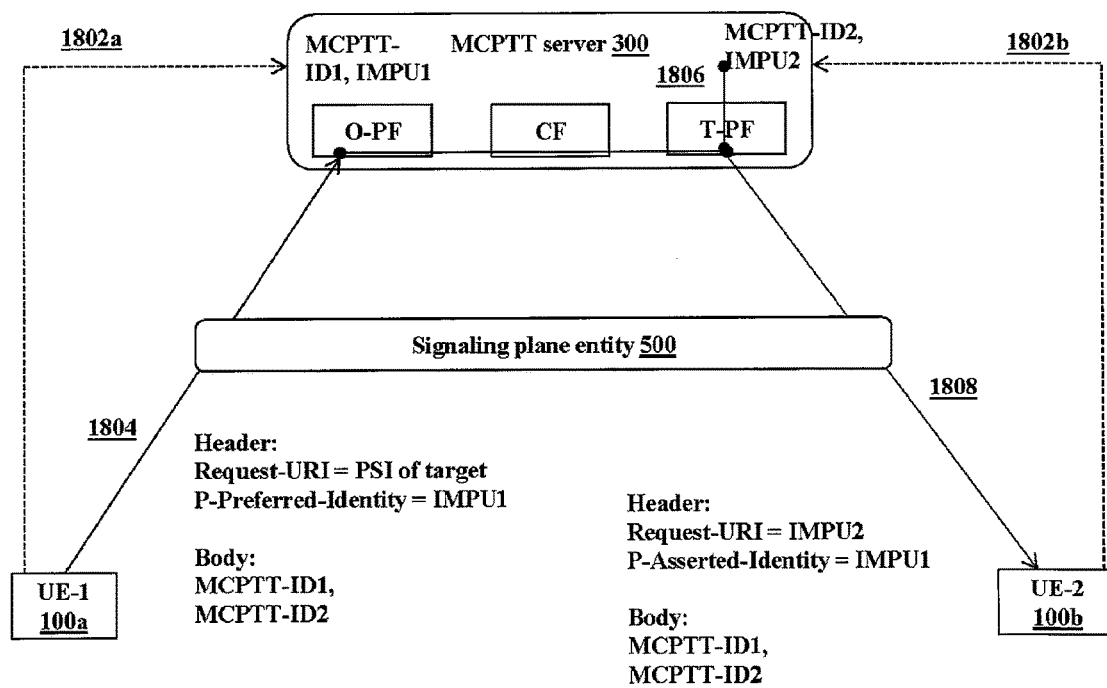 1802a
MCPTT-
ID1, IMPU1
MCPTT server 300
MCPTT-ID2,
IMPU2
1802b
1806
O-PF
CF
T-PF
Signaling plane entity 500
1804
1808
Header:
Request-URI = PSI of target
P-Preferred-Identity = IMPU1
Body:
MCPTT-ID1,
MCPTT-ID2
Header:
Request-URI = IMPU2
P-Asserted-Identity = IMPU1
Body:
MCPTT-ID1,
MCPTT-ID2
UE-1
100a
UE-2
100b